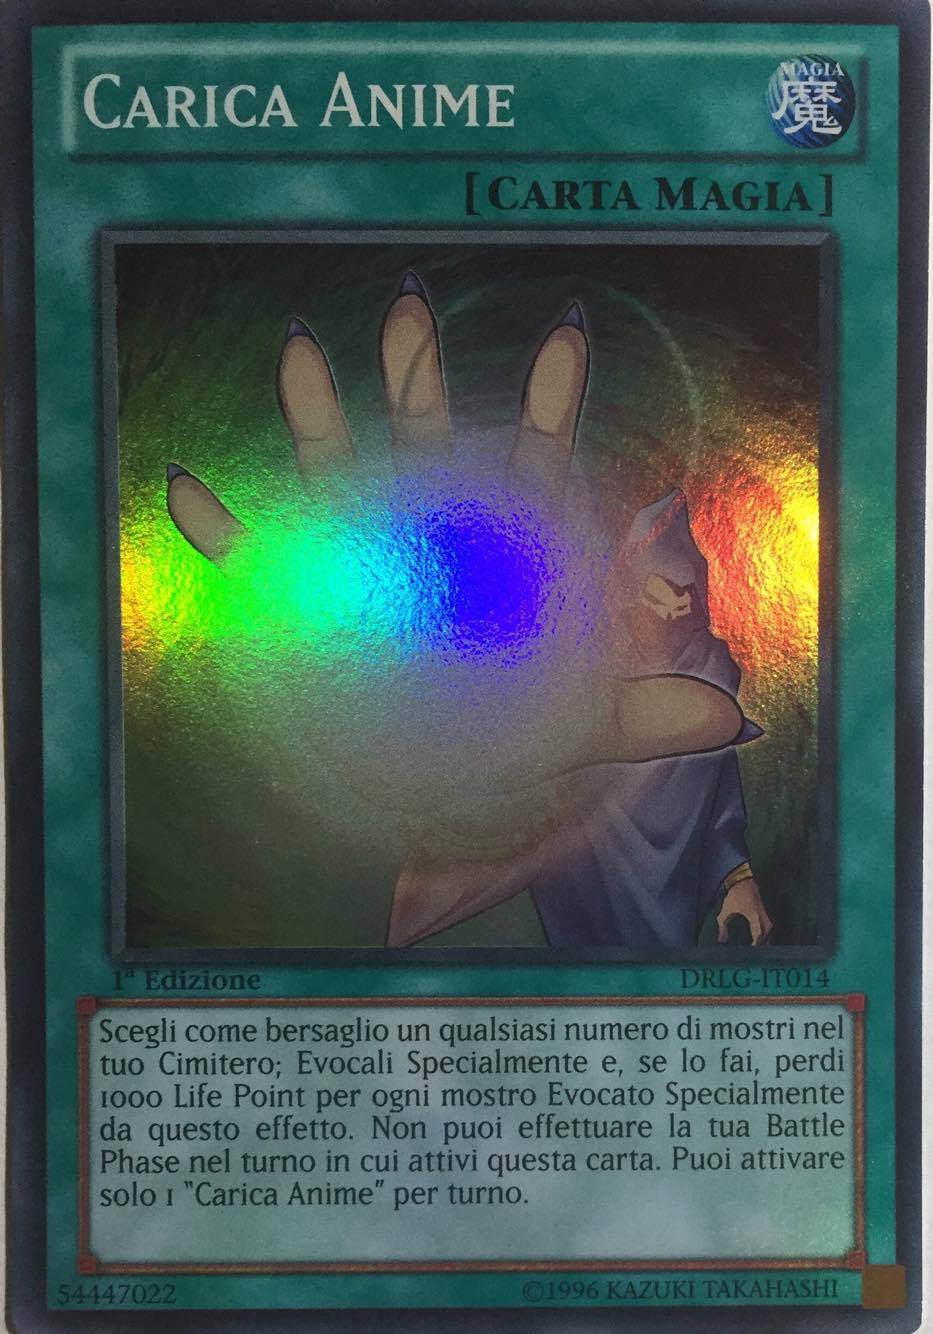 CARICA ANIME
MAGIA
魔
[CARTA MAGIA]
1ª Edizione
DRLG-IT014
Scegli come bersaglio un qualsiasi numero di mostri nel
tuo Cimitero; Evocali Specialmente e, se lo fai, perdi
1000 Life Point per ogni mostro Evocato Specialmente
da questo effetto. Non puoi effettuare la tua Battle
Phase nel turno in cui attivi questa carta. Puoi attivare
solo 1 "Carica Anime" per turno.
54447022
©1996 KAZUKI TAKAHASHI